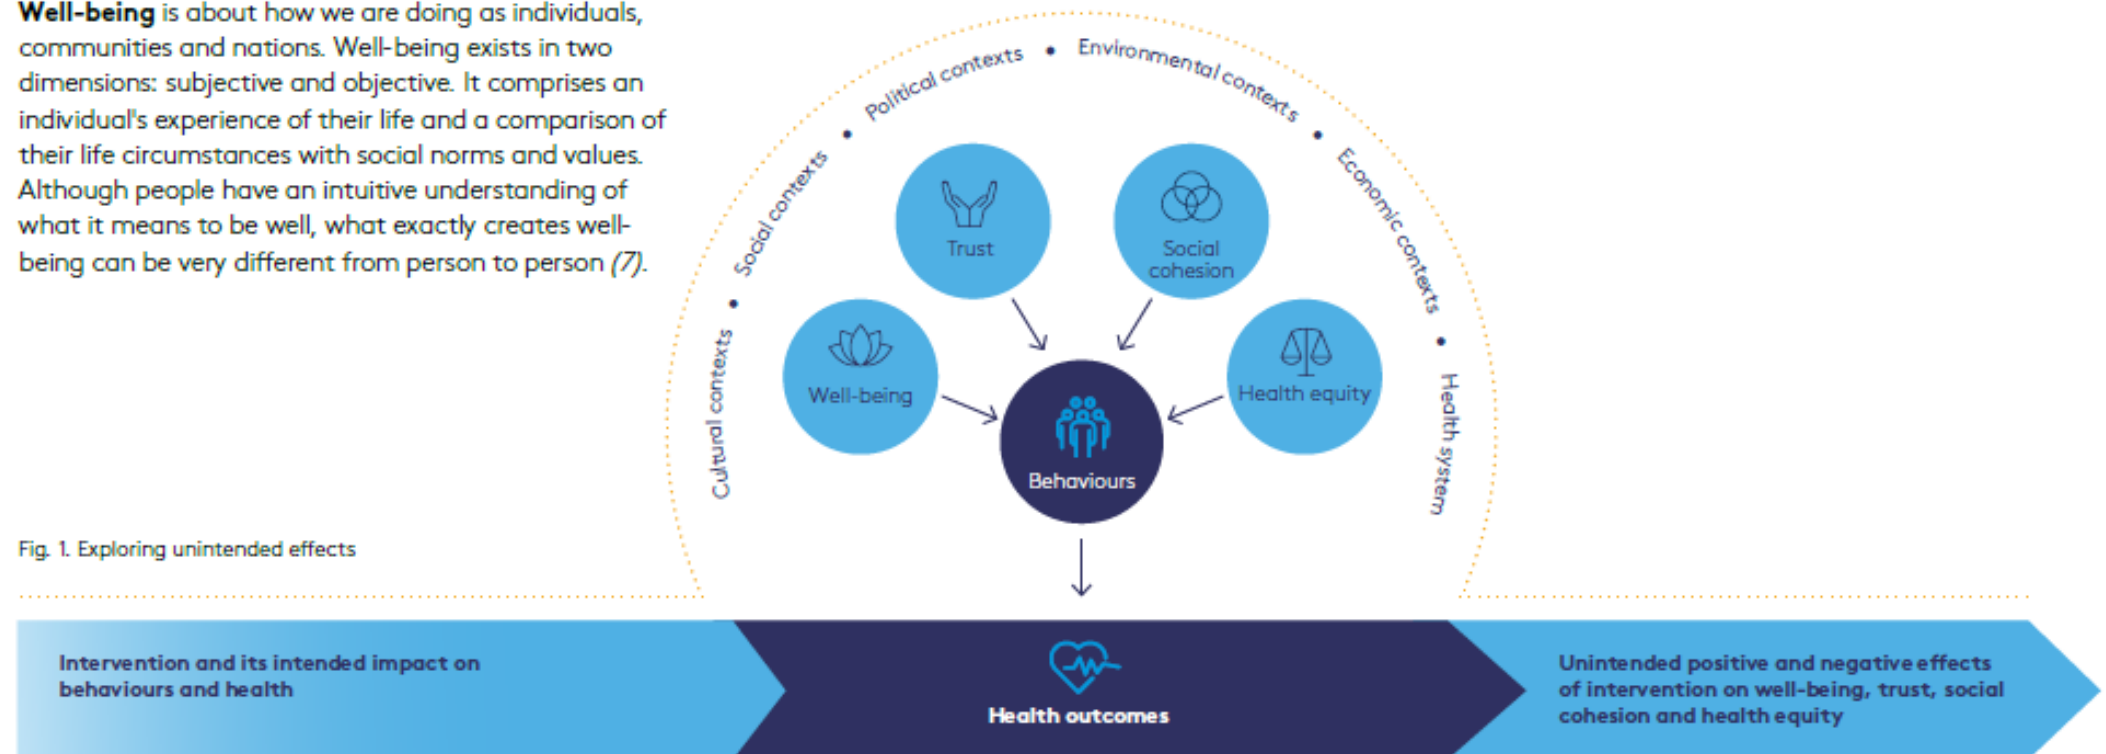 Well-being is about how we are doing as individuals,
communities and nations. Well-being exists in two
dimensions: subjective and objective. It comprises an
individual's experience of their life and a comparison of
their life circumstances with social norms and values.
Although people have an intuitive understanding of
what it means to be well, what exactly creates well-
being can be very different from person to person (7).
Cultural contexts • Social contexts • Political contexts • Environmental contexts • Economic contexts • Health system
Trust
Social
cohesion
Well-being
Health equity
Behaviours
Fig. 1. Exploring unintended effects
Intervention and its intended impact on
behaviours and health
Health outcomes
Unintended positive and negative effects
of intervention on well-being, trust, social
cohesion and health equity